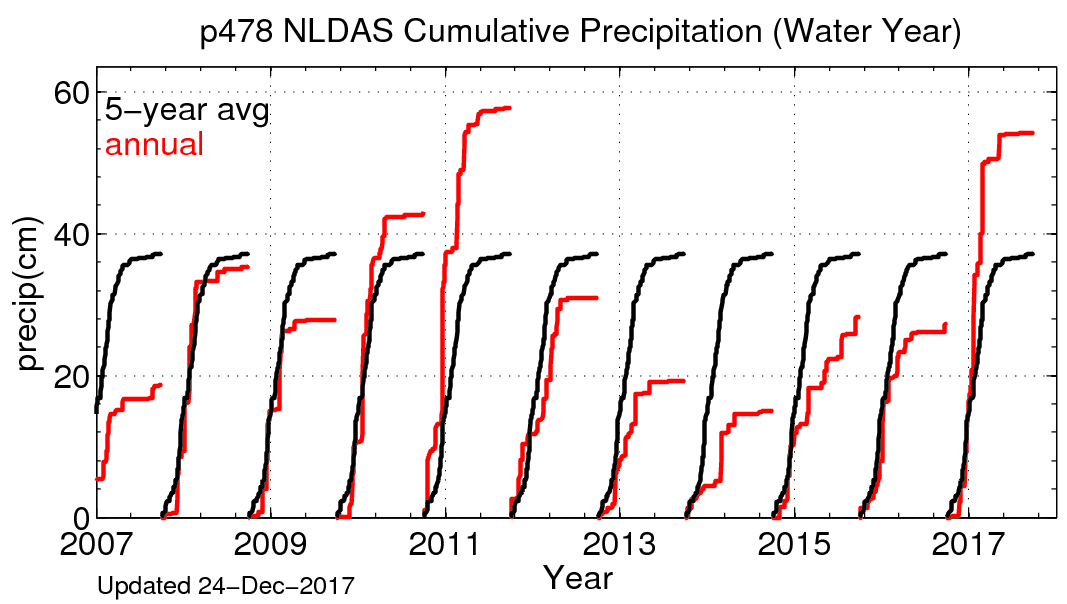 p478 NLDAS Cumulative Precipitation (Water Year)
60
5−year avg
annual
40
precip(cm)
20
0
2007 2009 2011 2013 2015 2017
Year
Updated 24−Dec−2017